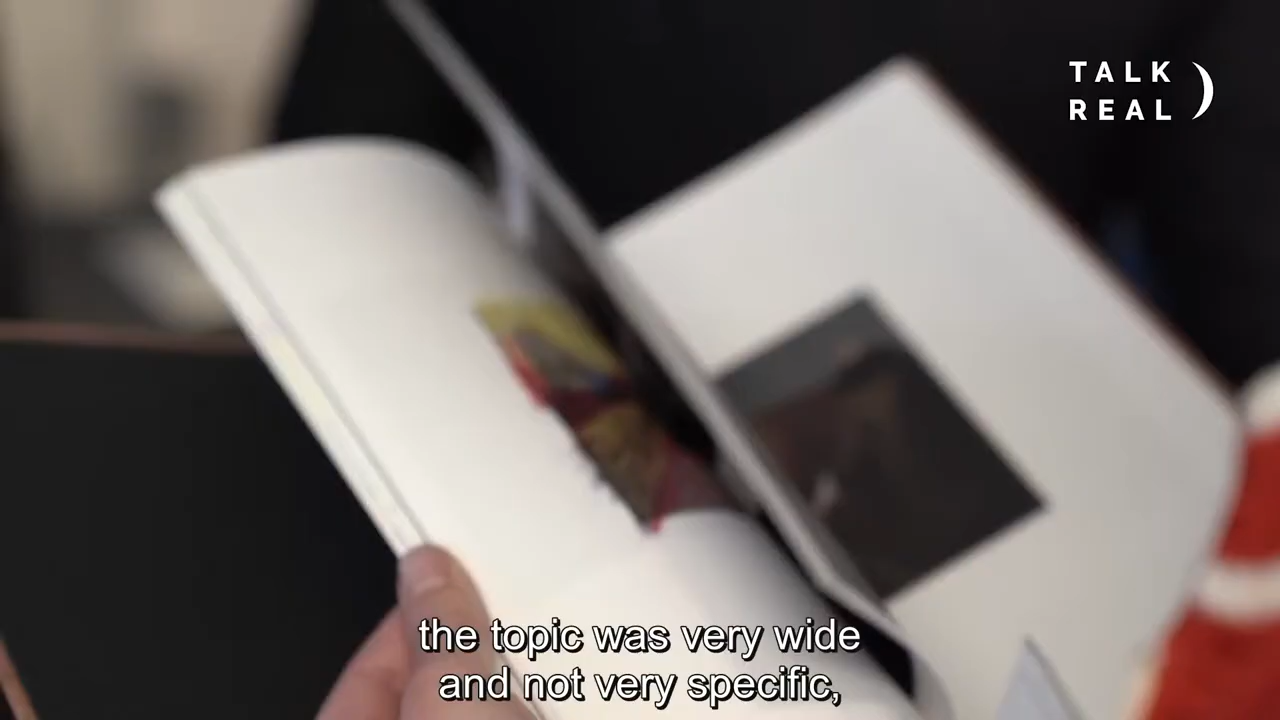 TALK
REAL
the topic was very wide
and not very specific,